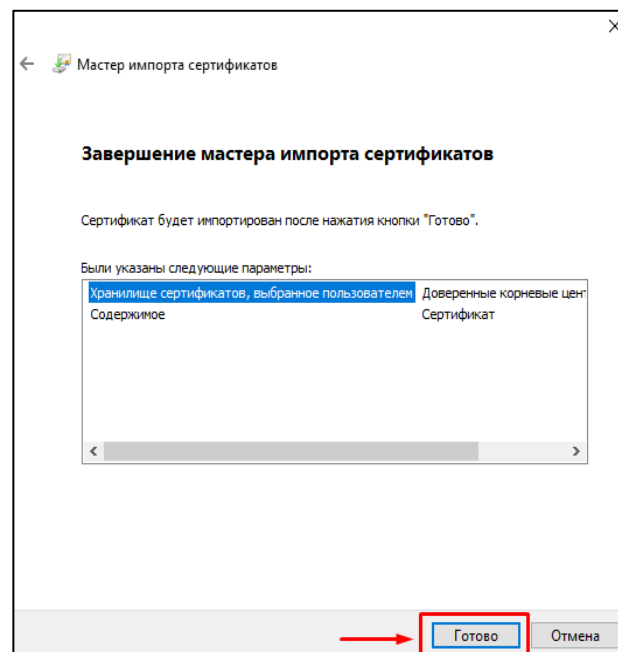 Мастер импорта сертификатов
Завершение мастера импорта сертификатов
Сертификат будет импортирован после нажатия кнопки "Готово".
Были указаны следующие параметры:
Хранилище сертификатов, выбранное пользователем Доверенные корневые цент
Содержимое Сертификат
Готово Отмена